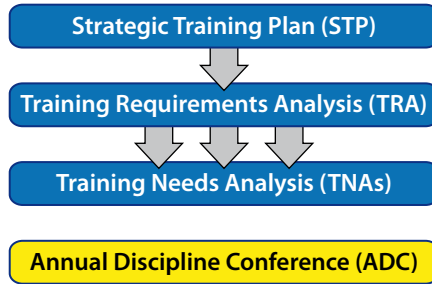 Strategic Training Plan (STP)
Training Requirements Analysis (TRA)
Training Needs Analysis (TNAs)
Annual Discipline Conference (ADC)